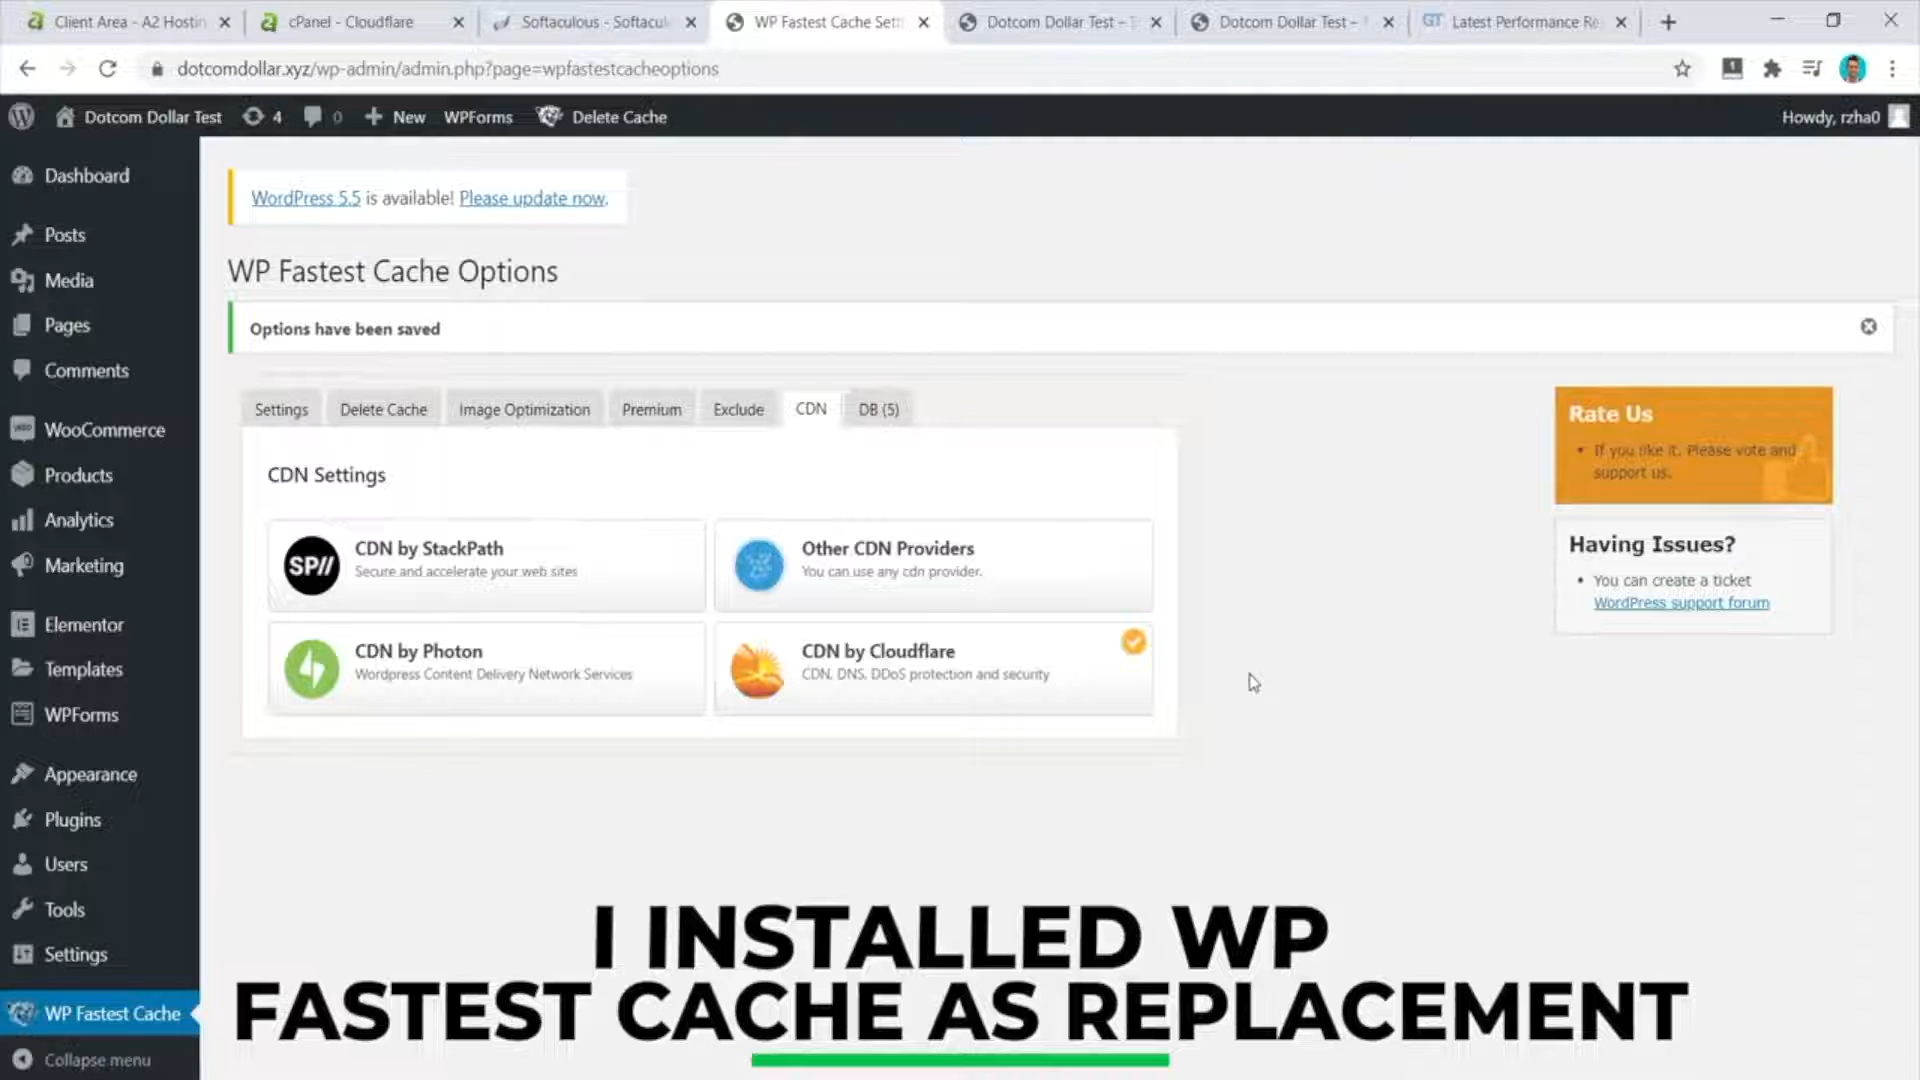 Client Area - A2 Hostin
cPanel - Cloudflare
Softaculous - Softacul
WP Fastest Cache Sett
Dotcom Dollar Test -
Dotcom Dollar Test -
GT Latest Performance Re
dotcomdollar.xyz/wp-admin/admin.php?page=wpfastestcacheoptions
Dotcom Dollar Test 4 0 New WPForms Delete Cache Howdy, rzha0
Dashboard
Posts
Media
Pages
Comments
WooCommerce
Products
Analytics
Marketing
Elementor
Templates
WPForms
Appearance
Plugins
Users
Tools
Settings
WP Fastest Cache
Collapse menu
WordPress 5.5 is available! Please update now.
WP Fastest Cache Options
Options have been saved
Settings Delete Cache Image Optimization Premium Exclude CDN DB (5)
CDN Settings
SP//
CDN by StackPath
Secure and accelerate your web sites
Other CDN Providers
You can use any cdn provider.
CDN by Photon
Wordpress Content Delivery Network Services
CDN by Cloudflare
CDN, DNS, DDoS protection and security
Rate Us
• If you like it, Please vote and
support us.
Having Issues?
• You can create a ticket
WordPress support forum
I INSTALLED WP
FASTEST CACHE AS REPLACEMENT